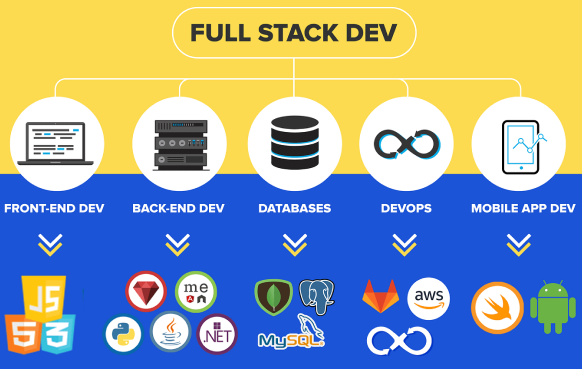 FULL STACK DEV
FRONT-END DEV
BACK-END DEV
DATABASES
DEVOPS
MOBILE APP DEV
JS
5 3
me
A n
aws
.NET
MySQL